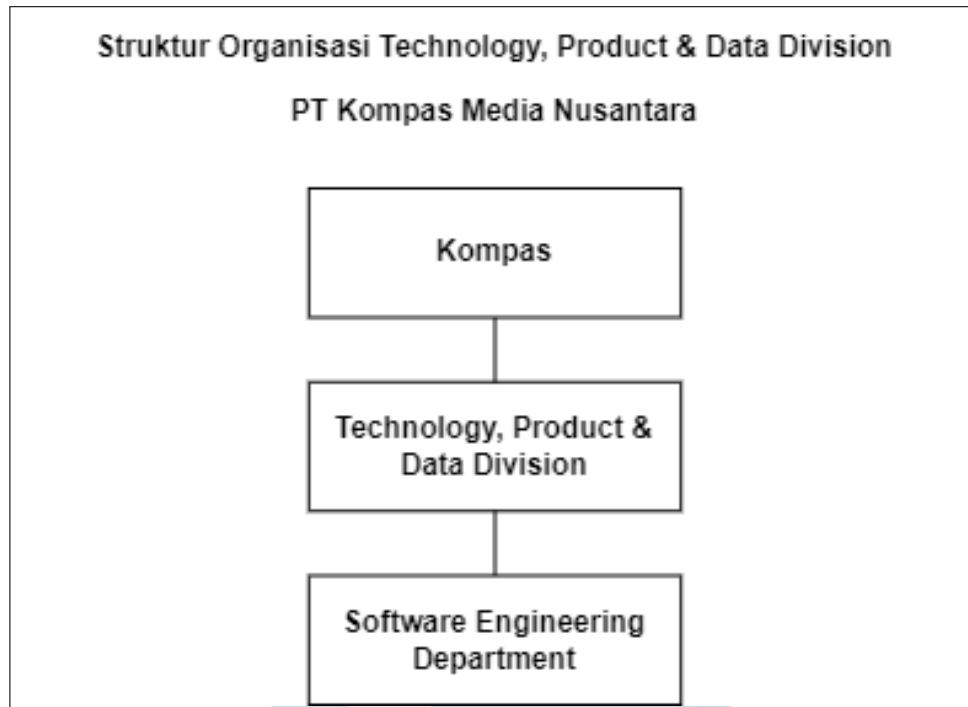 Struktur Organisasi Technology, Product & Data Division
PT Kompas Media Nusantara
Kompas
Technology, Product &
Data Division
Software Engineering
Department